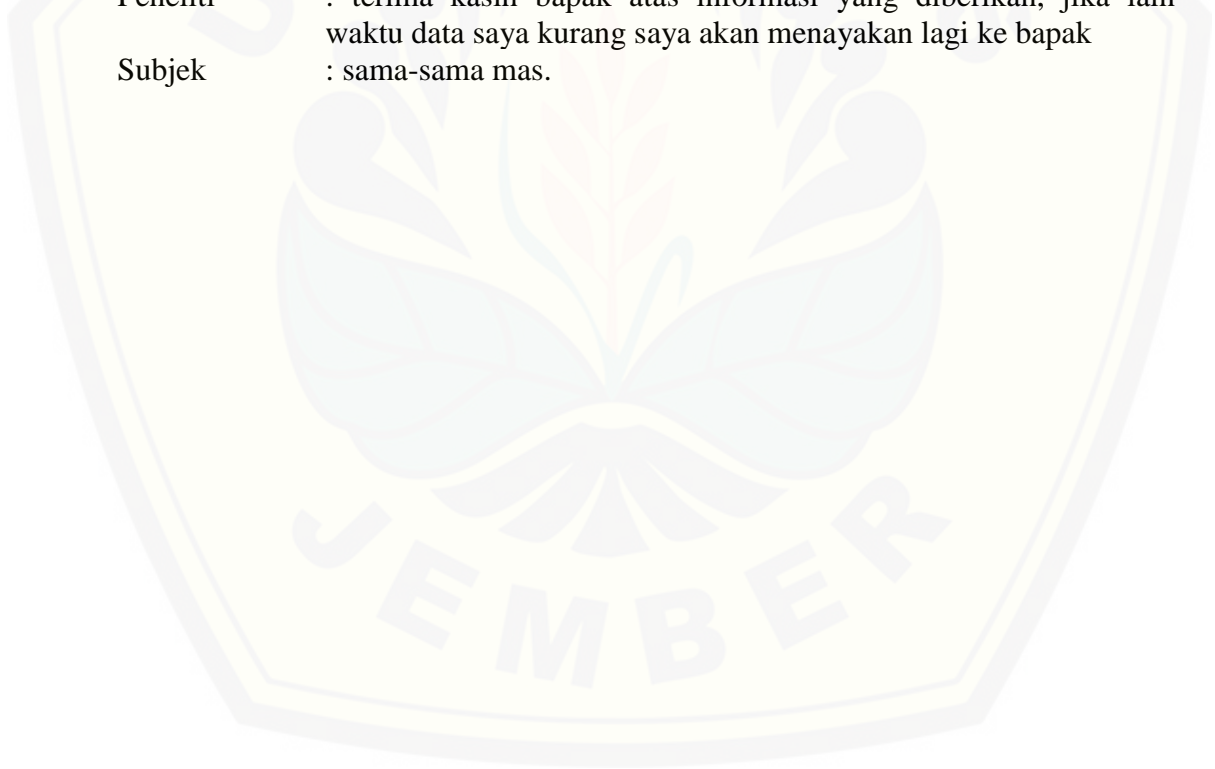 Peneliti : terima kasih bapak atas informasi yang diberikan, jika lain
waktu data saya kurang saya akan menayakan lagi ke bapak
Subjek : sama-sama mas.
JEMBER